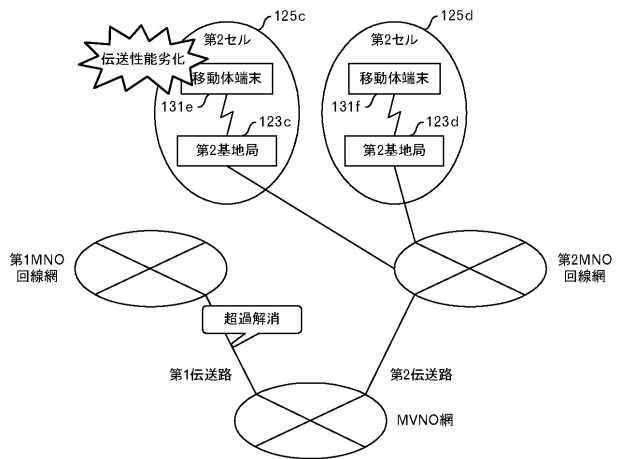 125c
125d
第2セル
第2セル
伝送性能劣化
移動体端末
移動体端末
131e
123c
131f
123d
第2基地局
第2基地局
第1MNO
回線網
第2MNO
回線網
超過解消
第1伝送路
第2伝送路
MVNO網